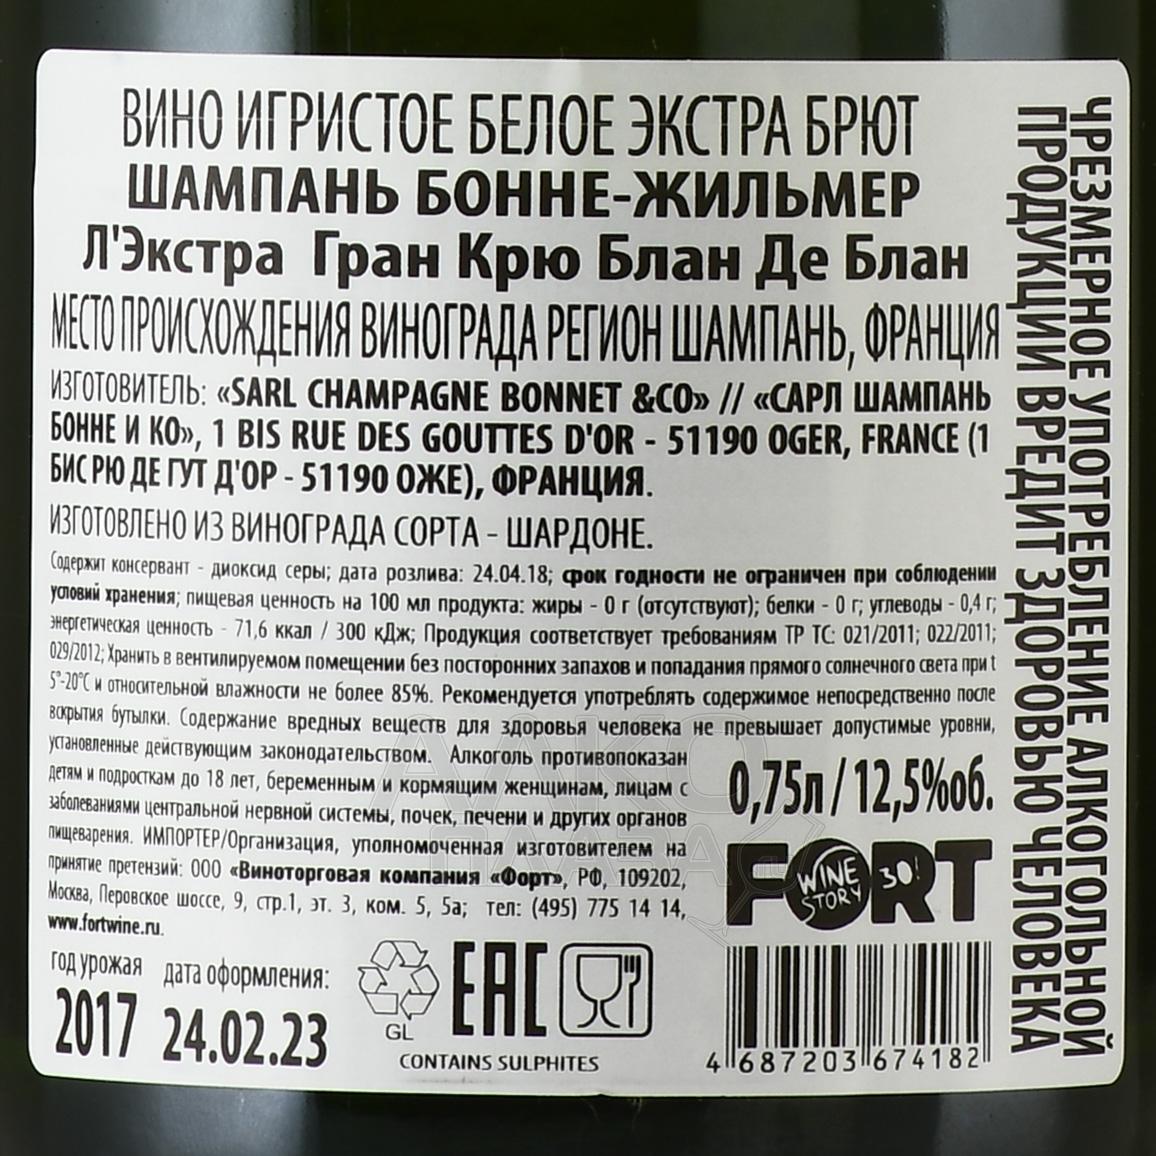 ВИНО ИГРИСТОЕ БЕЛОЕ ЭКСТРА БРЮТ
ШАМПАНЬ БОННЕ-ЖИЛЬМЕР
Л'Экстра Гран Крю Блан Де Блан
МЕСТО ПРОИСХОЖДЕНИЯ ВИНОГРАДА РЕГИОН ШАМПАНЬ, ФРАНЦИЯ
ИЗГОТОВИТЕЛЬ: «SARL CHAMPAGNE BONNET &CO» // «САРЛ ШАМПАНЬ
БОННЕ И КО», 1 BIS RUE DES GOUTTES D'OR - 51190 OGER, FRANCE (1
БИС РЮ ДЕ ГУТ Д'ОР - 51190 ОЖЕ), ФРАНЦИЯ.
ИЗГОТОВЛЕНО ИЗ ВИНОГРАДА СОРТА - ШАРДОНЕ.
Содержит консервант - диоксид серы; дата розлива: 24.04.18; срок годности не ограничен при соблюдении
условий хранения; пищевая ценность на 100 мл продукта: жиры - 0 г (отсутствуют); белки - 0 г; углеводы - 0,4 г;
энергетическая ценность - 71,6 ккал / 300 кДж; Продукция соответствует требованиям ТР ТС: 021/2011; 022/2011;
029/2012; Хранить в вентилируемом помещении без посторонних запахов и попадания прямого солнечного света при t
5°-20°С и относительной влажности не более 85%. Рекомендуется употреблять содержимое непосредственно после
вскрытия бутылки. Содержание вредных веществ для здоровья человека не превышает допустимые уровни,
установленные действующим законодательством. Алкоголь противопоказан
детям и подросткам до 18 лет, беременным и кормящим женщинам, лицам с
заболеваниями центральной нервной системы, почек, печени и других органов
пищеварения. ИМПОРТЕР/Организация, уполномоченная изготовителем на
принятие претензий: ООО «Виноторговая компания «Форт», РФ, 109202,
Москва, Перовское шоссе, 9, стр.1, эт. 3, ком. 5, 5а; тел: (495) 775 14 14,
www.fortwine.ru.
0,75л / 12,5%об.
FORT
WINE STORY 30!
год урожая
2017
дата оформления:
24.02.23
GL
EAC
CONTAINS SULPHITES
4 687203 674182
ЧРЕЗМЕРНОЕ УПОТРЕБЛЕНИЕ АЛКОГОЛЬНОЙ
ПРОДУКЦИИ ВРЕДИТ ЗДОРОВЬЮ ЧЕЛОВЕКА
АЛКО
ПЛАЗА